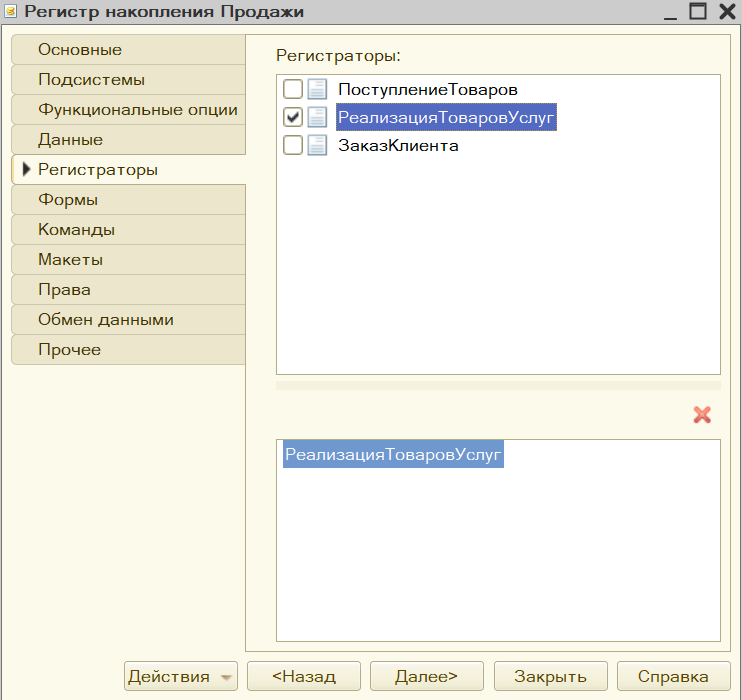 Регистр накопления Продажи
Основные
Подсистемы
Функциональные опции
Данные
Регистраторы
Формы
Команды
Макеты
Права
Обмен данными
Прочее
Регистраторы:
ПоступлениеТоваров
РеализацияТоваровУслуг
ЗаказКлиента
РеализацияТоваровУслуг
Действия
<Назад
Далее>
Закрыть
Справка